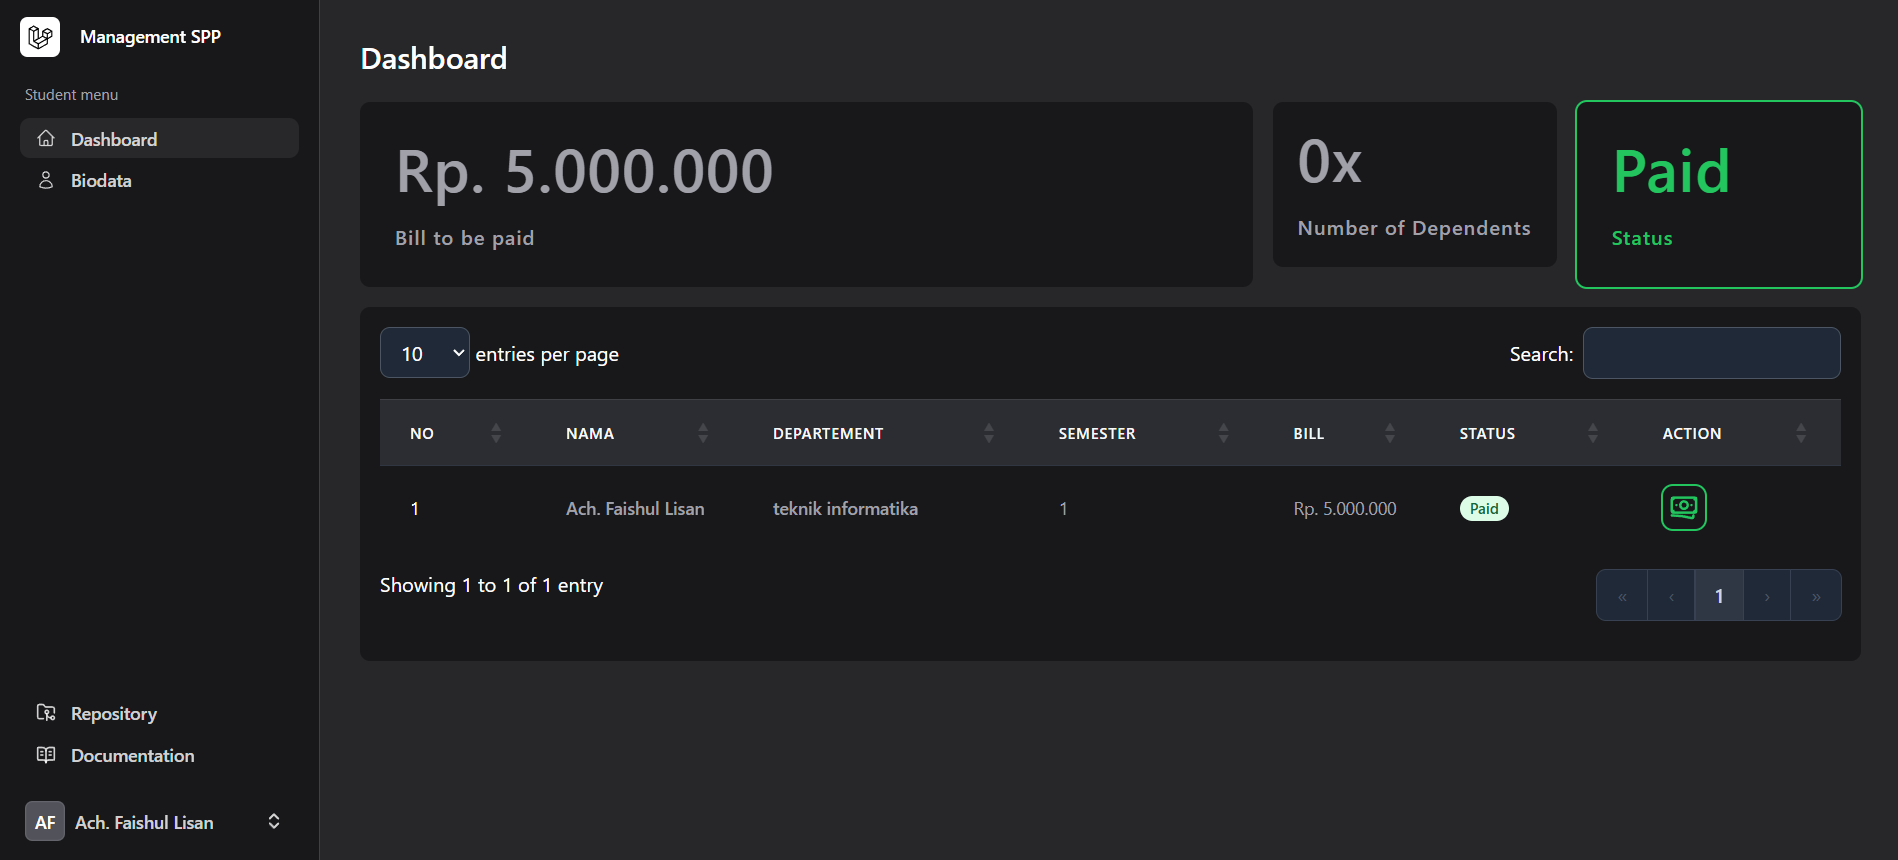 Management SPP
Student menu
Dashboard
Biodata
Repository
Documentation
AF Ach. Faishul Lisan
Dashboard
Rp. 5.000.000
Bill to be paid
0x
Number of Dependents
Paid
Status
10 entries per page
Search:
NO NAMA DEPARTEMENT SEMESTER BILL STATUS ACTION
1 Ach. Faishul Lisan teknik informatika 1 Rp. 5.000.000 Paid
Showing 1 to 1 of 1 entry
« ‹ 1 › »